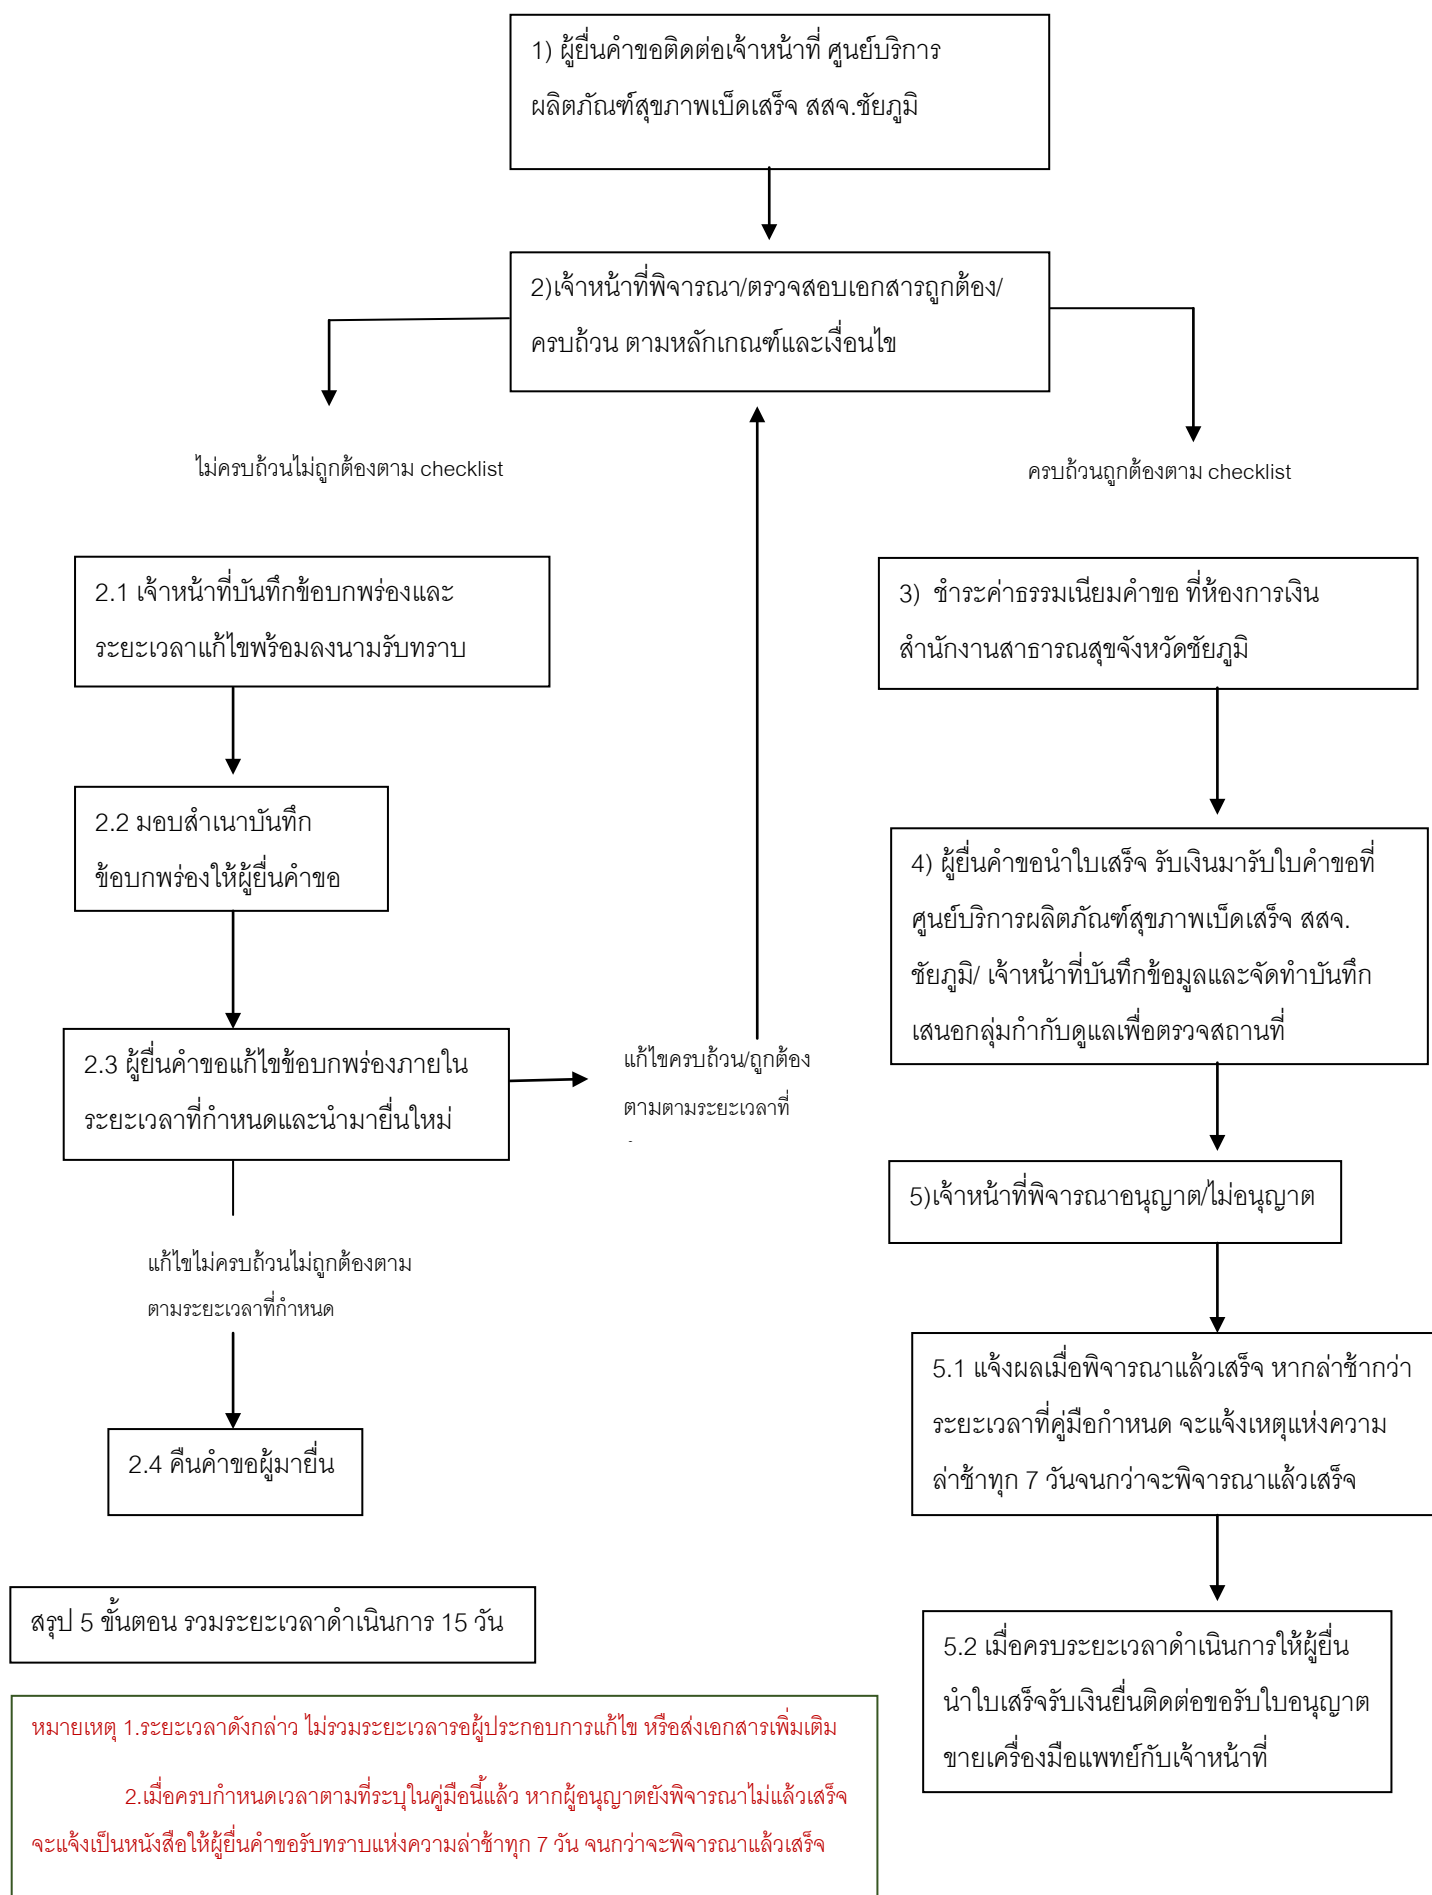 1) ผู้ยื่นคำขอติดต่อเจ้าหน้าที่ ศูนย์บริการ
ผลิตภัณฑ์สุขภาพเบ็ดเสร็จ สสจ.ชัยภูมิ
2)เจ้าหน้าที่พิจารณา/ตรวจสอบเอกสารถูกต้อง/
ครบถ้วน ตามหลักเกณฑ์และเงื่อนไข
ไม่ครบถ้วนไม่ถูกต้องตาม checklist
ครบถ้วนถูกต้องตาม checklist
2.1 เจ้าหน้าที่บันทึกข้อบกพร่องและ
ระยะเวลาแก้ไขพร้อมลงนามรับทราบ
3) ชำระค่าธรรมเนียมคำขอ ที่ห้องการเงิน
สำนักงานสาธารณสุขจังหวัดชัยภูมิ
2.2 มอบสำเนาบันทึก
ข้อบกพร่องให้ผู้ยื่นคำขอ
4) ผู้ยื่นคำขอนำใบเสร็จ รับเงินมารับใบคำขอที่
ศูนย์บริการผลิตภัณฑ์สุขภาพเบ็ดเสร็จ สสจ.
ชัยภูมิ/ เจ้าหน้าที่บันทึกข้อมูลและจัดทำบันทึก
เสนอกลุ่มกำกับดูแลเพื่อตรวจสถานที่
2.3 ผู้ยื่นคำขอแก้ไขข้อบกพร่องภายใน
ระยะเวลาที่กำหนดและนำมายื่นใหม่
แก้ไขครบถ้วน/ถูกต้อง
ตามตามระยะเวลาที่
5)เจ้าหน้าที่พิจารณาอนุญาต/ไม่อนุญาต
แก้ไขไม่ครบถ้วนไม่ถูกต้องตาม
ตามระยะเวลาที่กำหนด
5.1 แจ้งผลเมื่อพิจารณาแล้วเสร็จ หากล่าช้ากว่า
ระยะเวลาที่คู่มือกำหนด จะแจ้งเหตุแห่งความ
ล่าช้าทุก 7 วันจนกว่าจะพิจารณาแล้วเสร็จ
2.4 คืนคำขอผู้มายื่น
สรุป 5 ขั้นตอน รวมระยะเวลาดำเนินการ 15 วัน
5.2 เมื่อครบระยะเวลาดำเนินการให้ผู้ยื่น
นำใบเสร็จรับเงินยื่นติดต่อขอรับใบอนุญาต
ขายเครื่องมือแพทย์กับเจ้าหน้าที่
หมายเหตุ 1.ระยะเวลาดังกล่าว ไม่รวมระยะเวลารอผู้ประกอบการแก้ไข หรือส่งเอกสารเพิ่มเติม
2.เมื่อครบกำหนดเวลาตามที่ระบุในคู่มือนี้แล้ว หากผู้อนุญาตยังพิจารณาไม่แล้วเสร็จ
จะแจ้งเป็นหนังสือให้ผู้ยื่นคำขอรับทราบแห่งความล่าช้าทุก 7 วัน จนกว่าจะพิจารณาแล้วเสร็จ